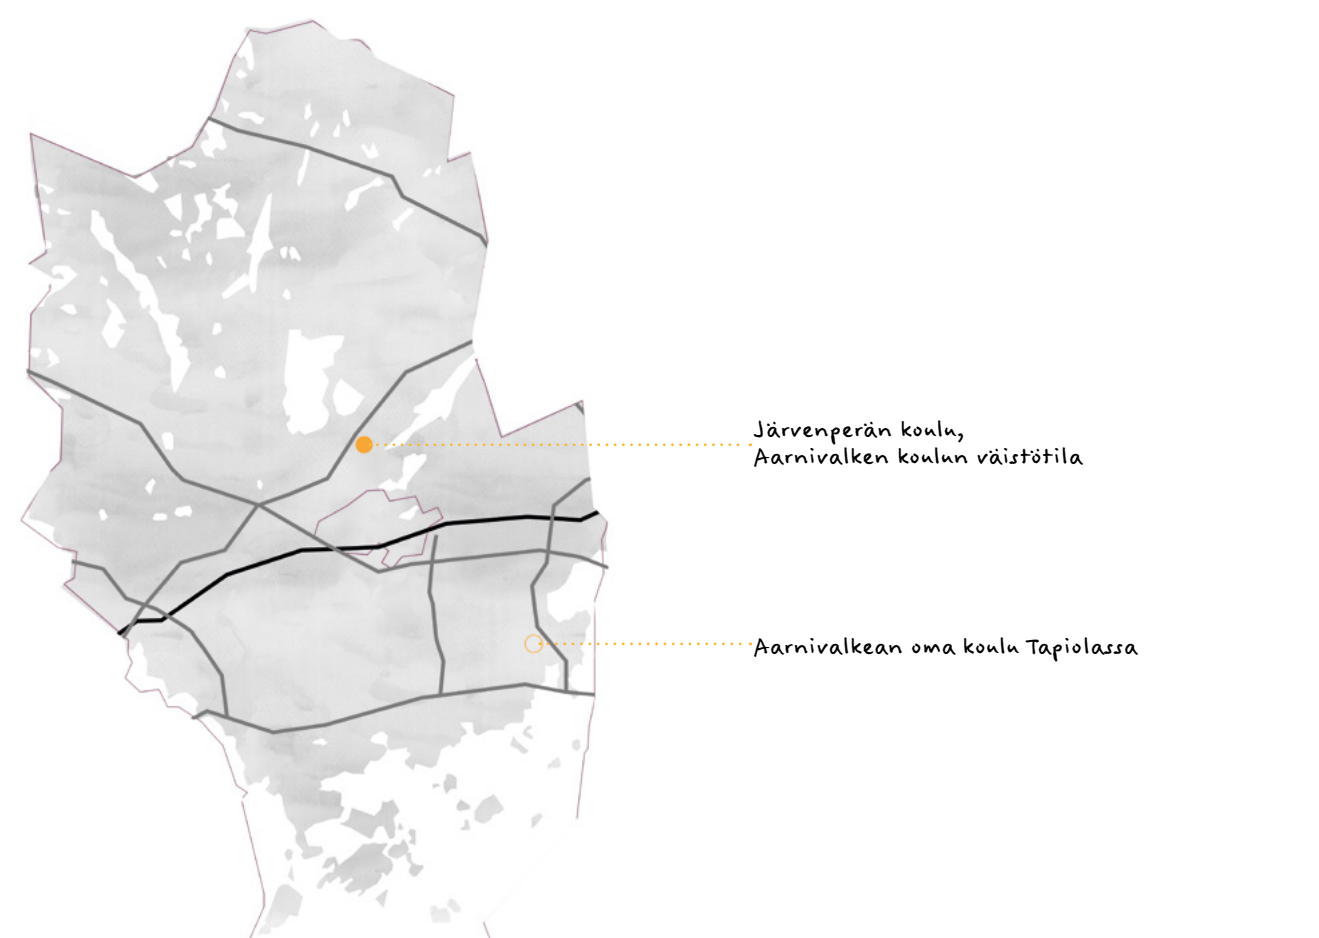 Järvenperän koulu,
Aarnivalken koulun väistötila
Aarnivalkean oma koulu Tapiolassa